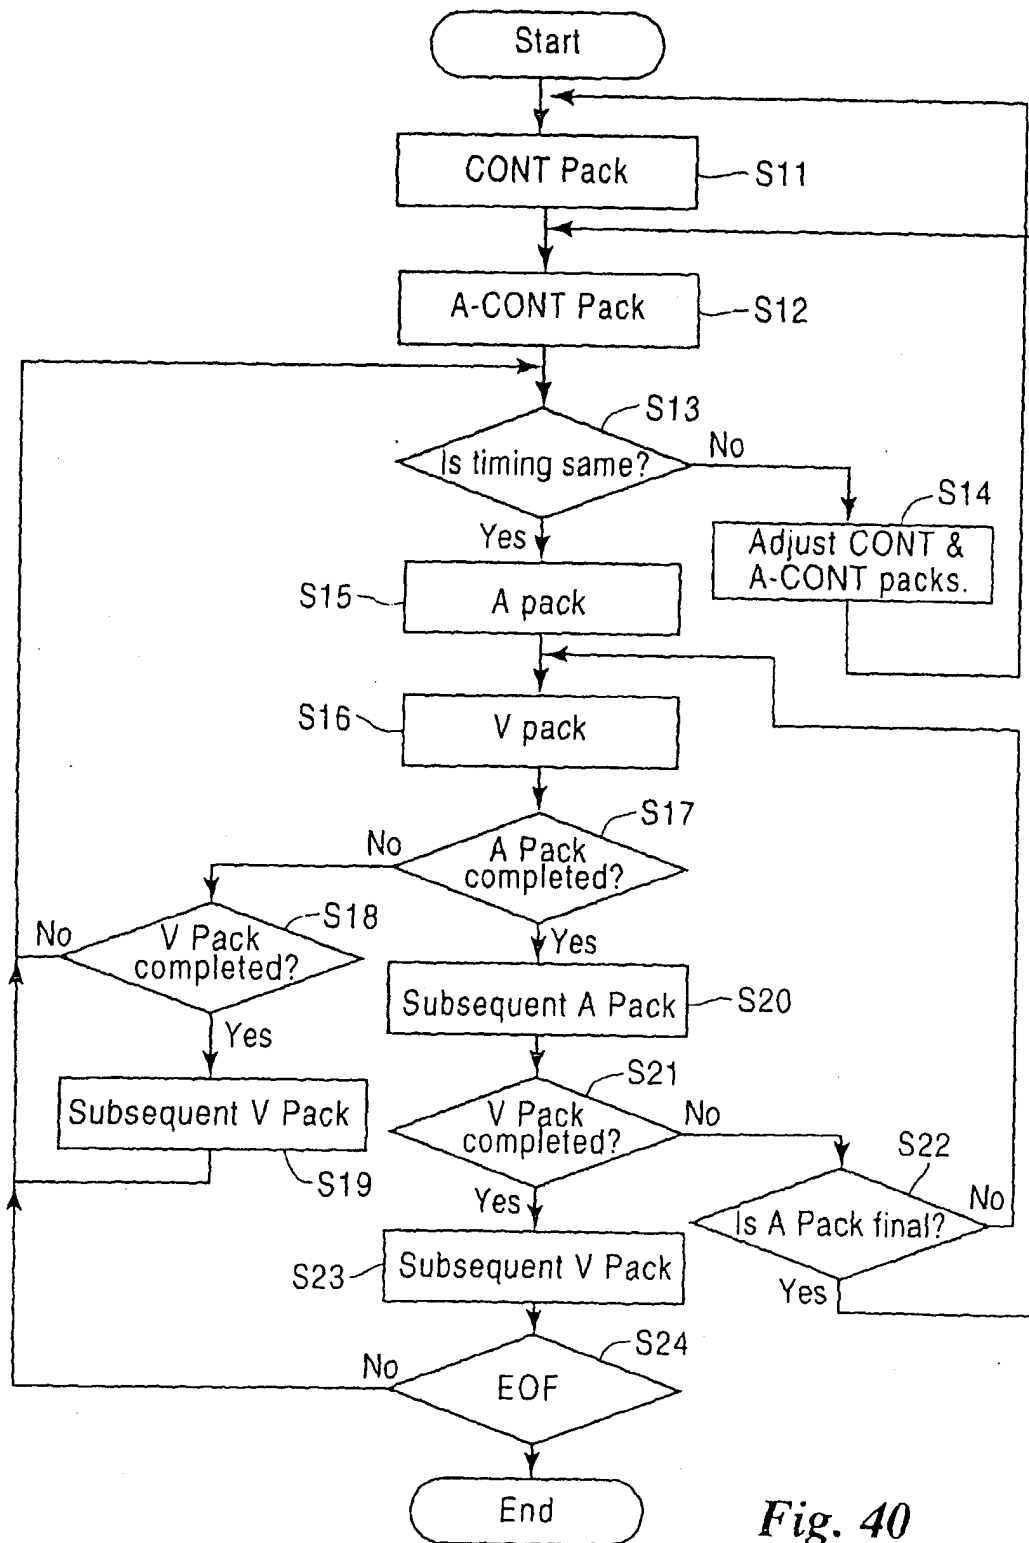 Start
CONT Pack
S11
A-CONT Pack
S12
S13
Is timing same?
No
S14
Adjust CONT &
A-CONT packs.
Yes
S15
A pack
S16
V pack
S17
No
A Pack
completed?
S18
No
V Pack
completed?
Yes
Yes
Subsequent A Pack
S20
Subsequent V Pack
S19
S21
V Pack
completed?
No
S22
Is A Pack final?
No
Yes
Yes
S23
Subsequent V Pack
S24
No
EOF
End
Fig. 40